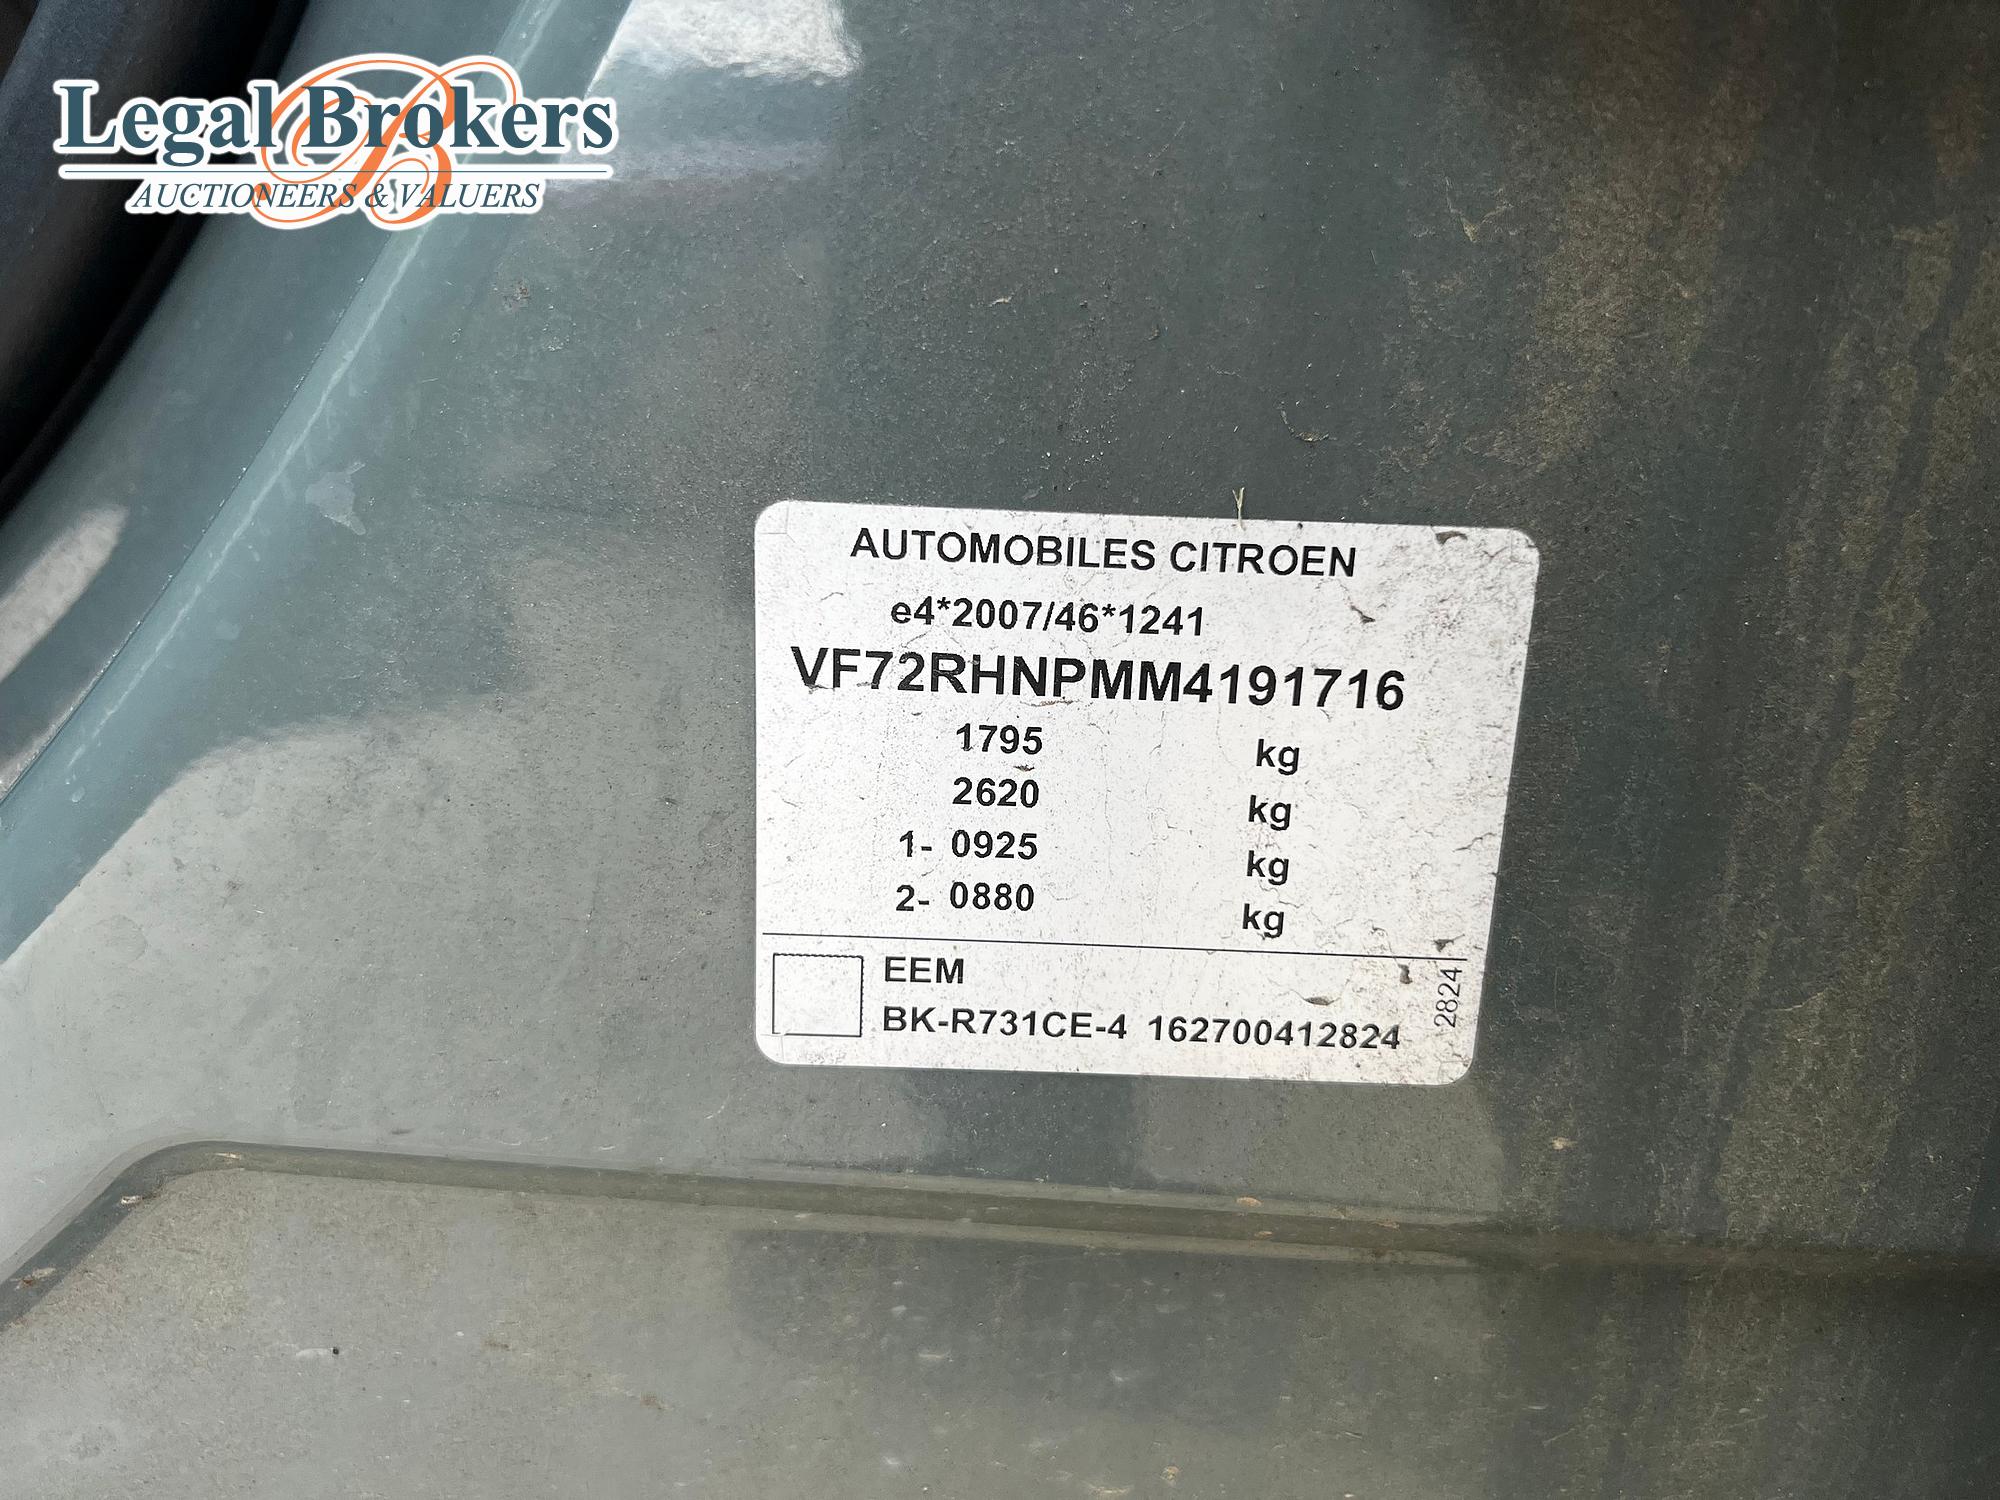 Legal Brokers
B
AUCTIONEERS & VALUERS
AUTOMOBILES CITROEN
e4*2007/46*1241
VF72RHNPMM4191716
1795 kg
2620 kg
1- 0925 kg
2- 0880 kg
EEM
BK-R731CE-4 162700412824
2824